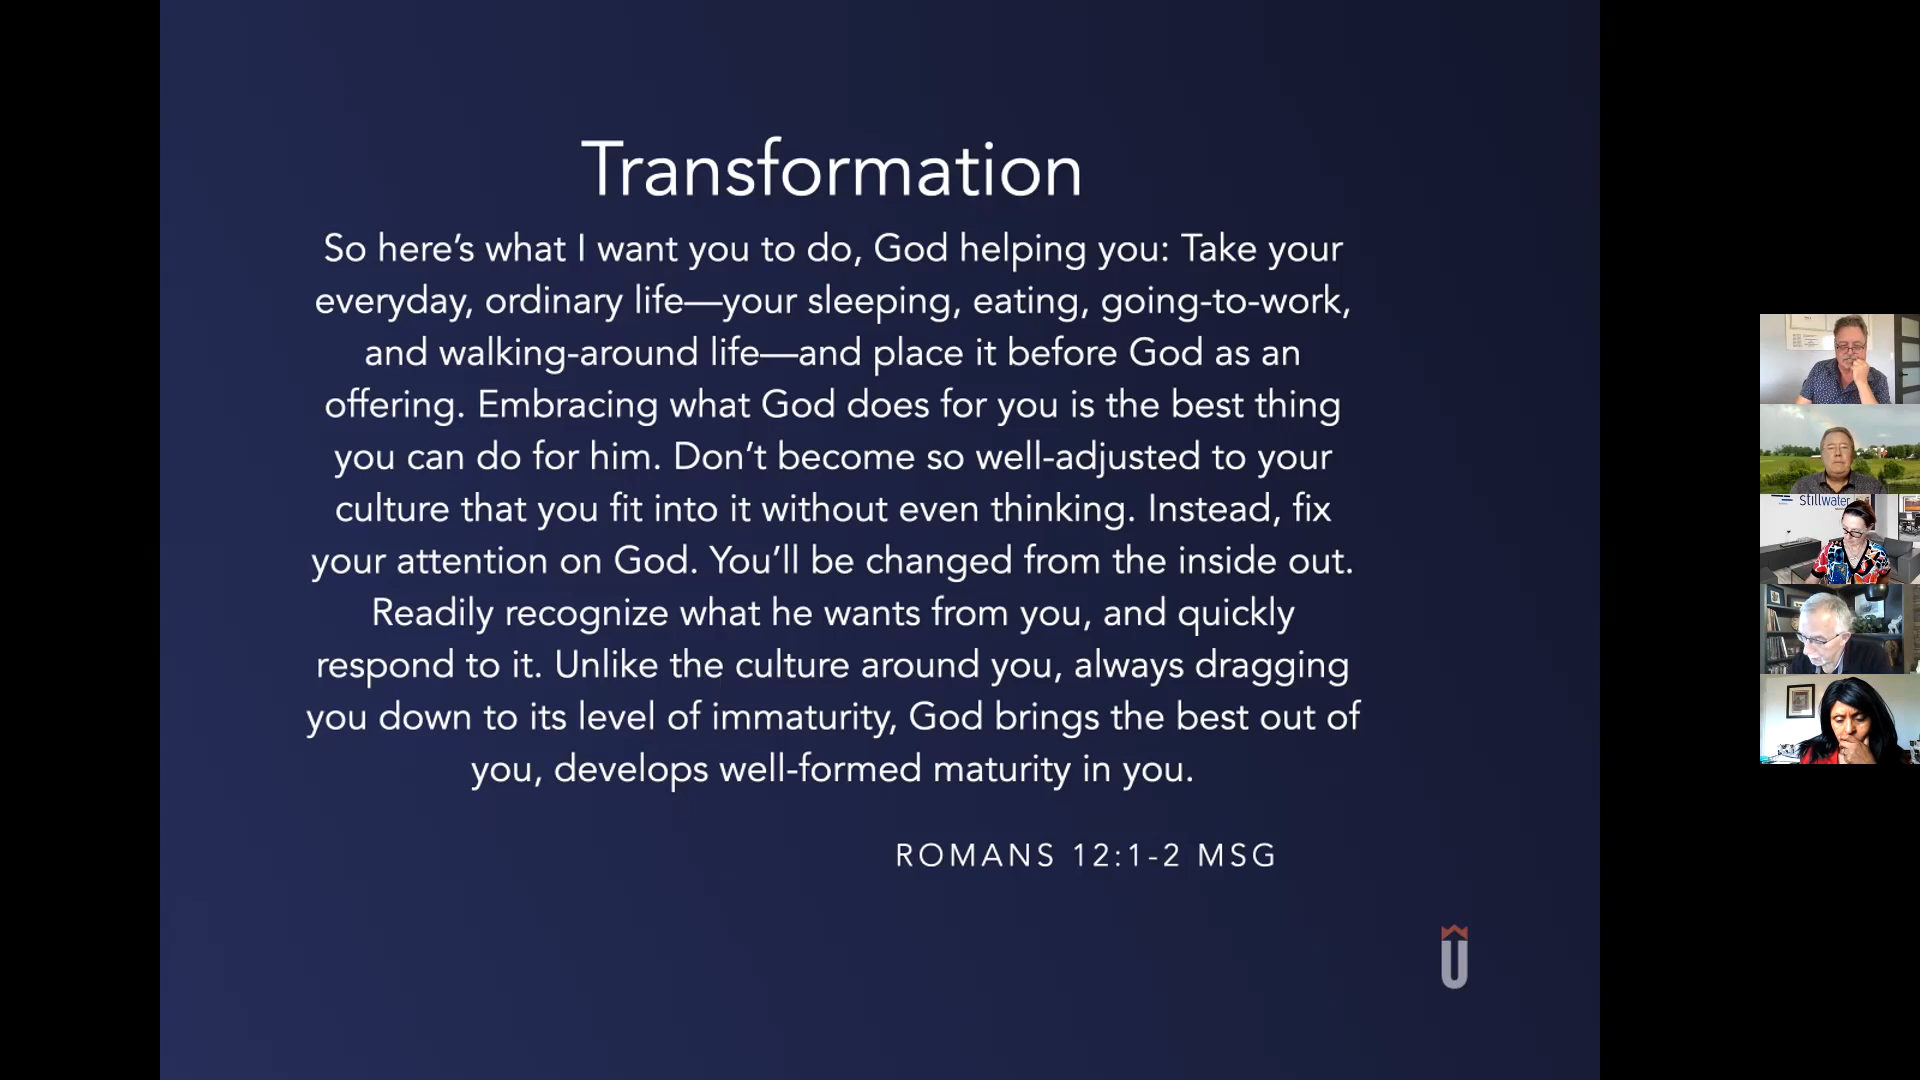 Transformation
So here’s what I want you to do, God helping you: Take your
everyday, ordinary life—your sleeping, eating, going-to-work,
and walking-around life—and place it before God as an
offering. Embracing what God does for you is the best thing
you can do for him. Don’t become so well-adjusted to your
culture that you fit into it without even thinking. Instead, fix
your attention on God. You’ll be changed from the inside out.
Readily recognize what he wants from you, and quickly
respond to it. Unlike the culture around you, always dragging
you down to its level of immaturity, God brings the best out of
you, develops well-formed maturity in you.
ROMANS 12:1-2 MSG
U
stillwater